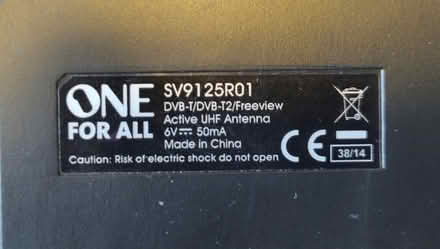 ONE
FOR ALL
SV9125R01
DVB-T/DVB-T2/Freeview
Active UHF Antenna
6V⎓ 50mA
Made in China
Caution: Risk of electric shock do not open
CE
38/14